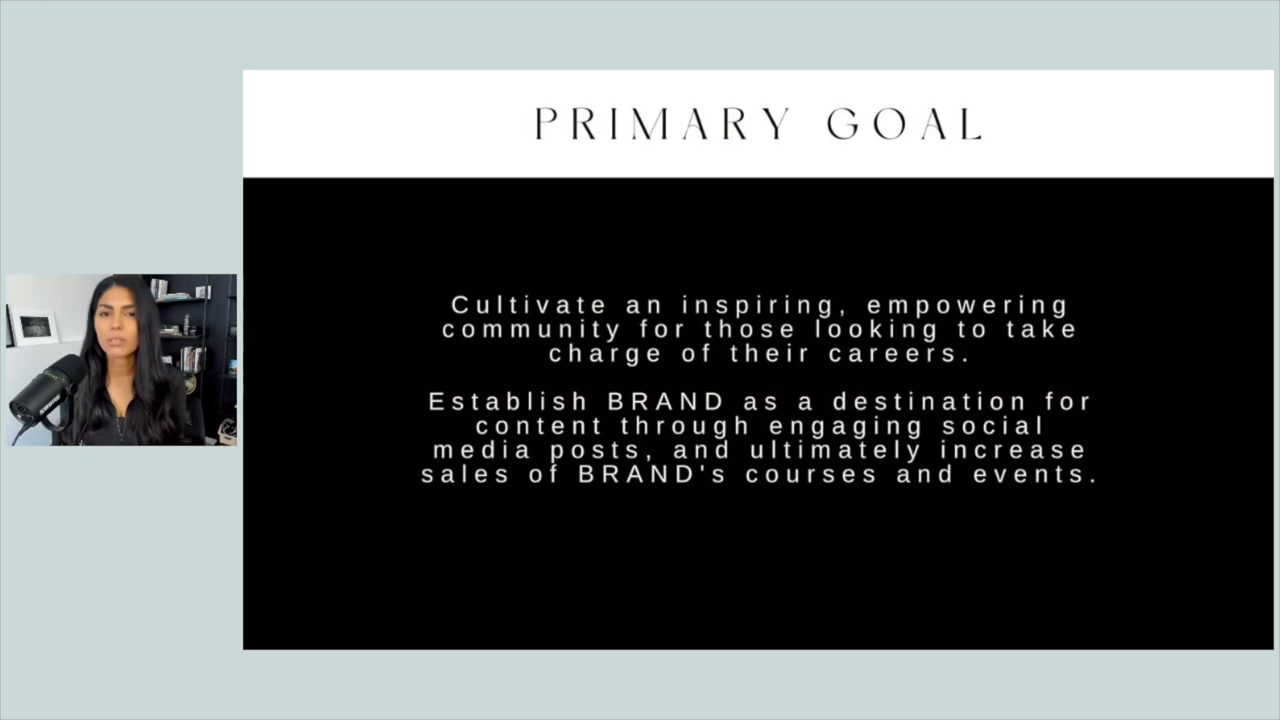 PRIMARY GOAL
Cultivate an inspiring, empowering
community for those looking to take
charge of their careers.
Establish BRAND as a destination for
content through engaging social
media posts, and ultimately increase
sales of BRAND's courses and events.